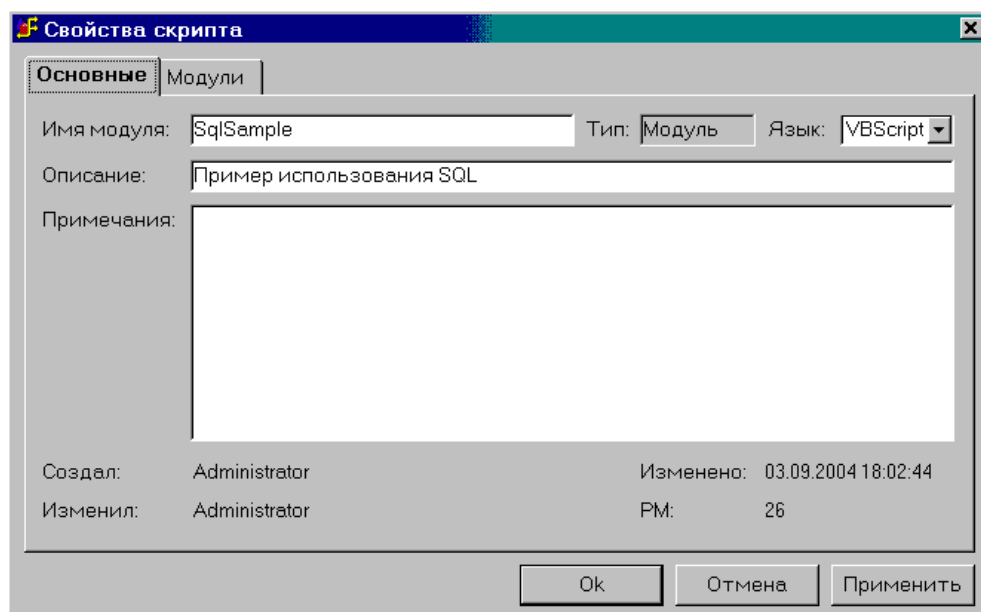 Свойства скрипта
Основные Модули
Имя модуля: SqlSample Тип: Модуль Язык: VBScript
Описание: Пример использования SQL
Примечания:
Создал: Administrator Изменено: 03.09.2004 18:02:44
Изменил: Administrator РМ: 26
Ok Отмена Применить